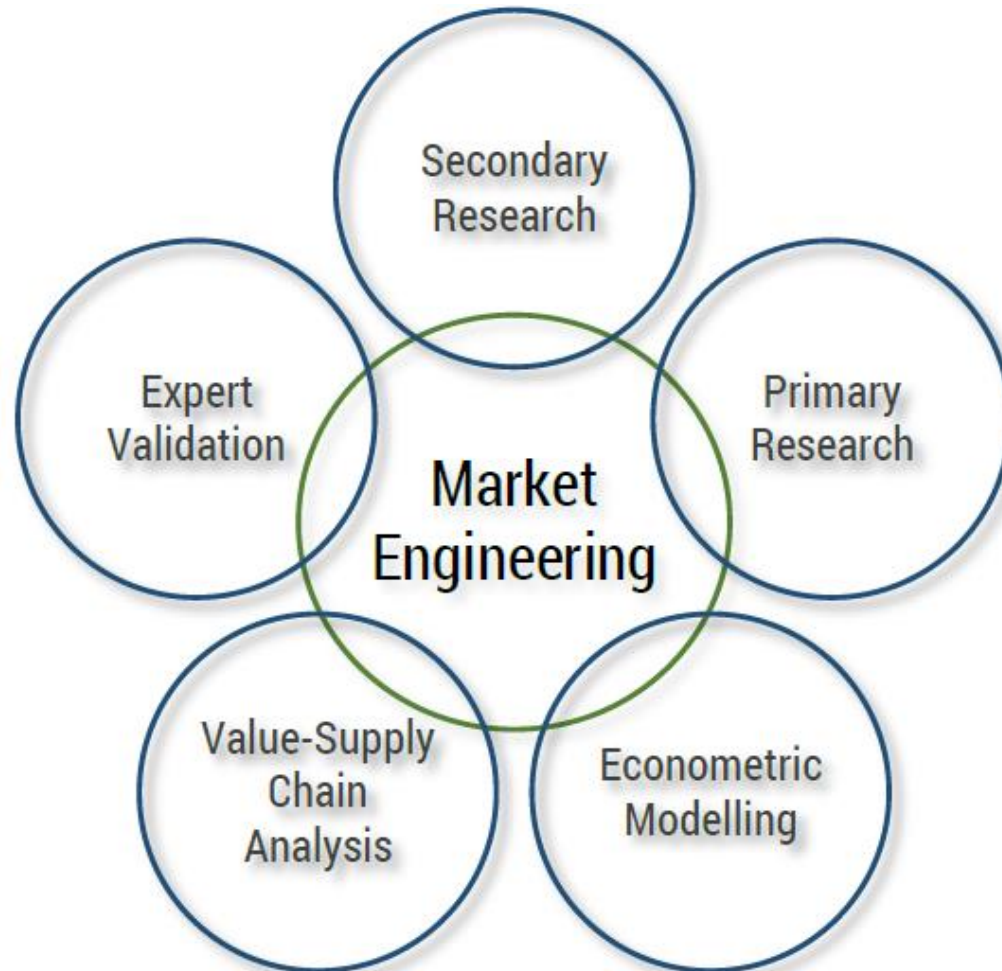 Secondary
Research
Expert
Validation
Primary
Research
Market
Engineering
Value-Supply
Chain
Analysis
Econometric
Modelling